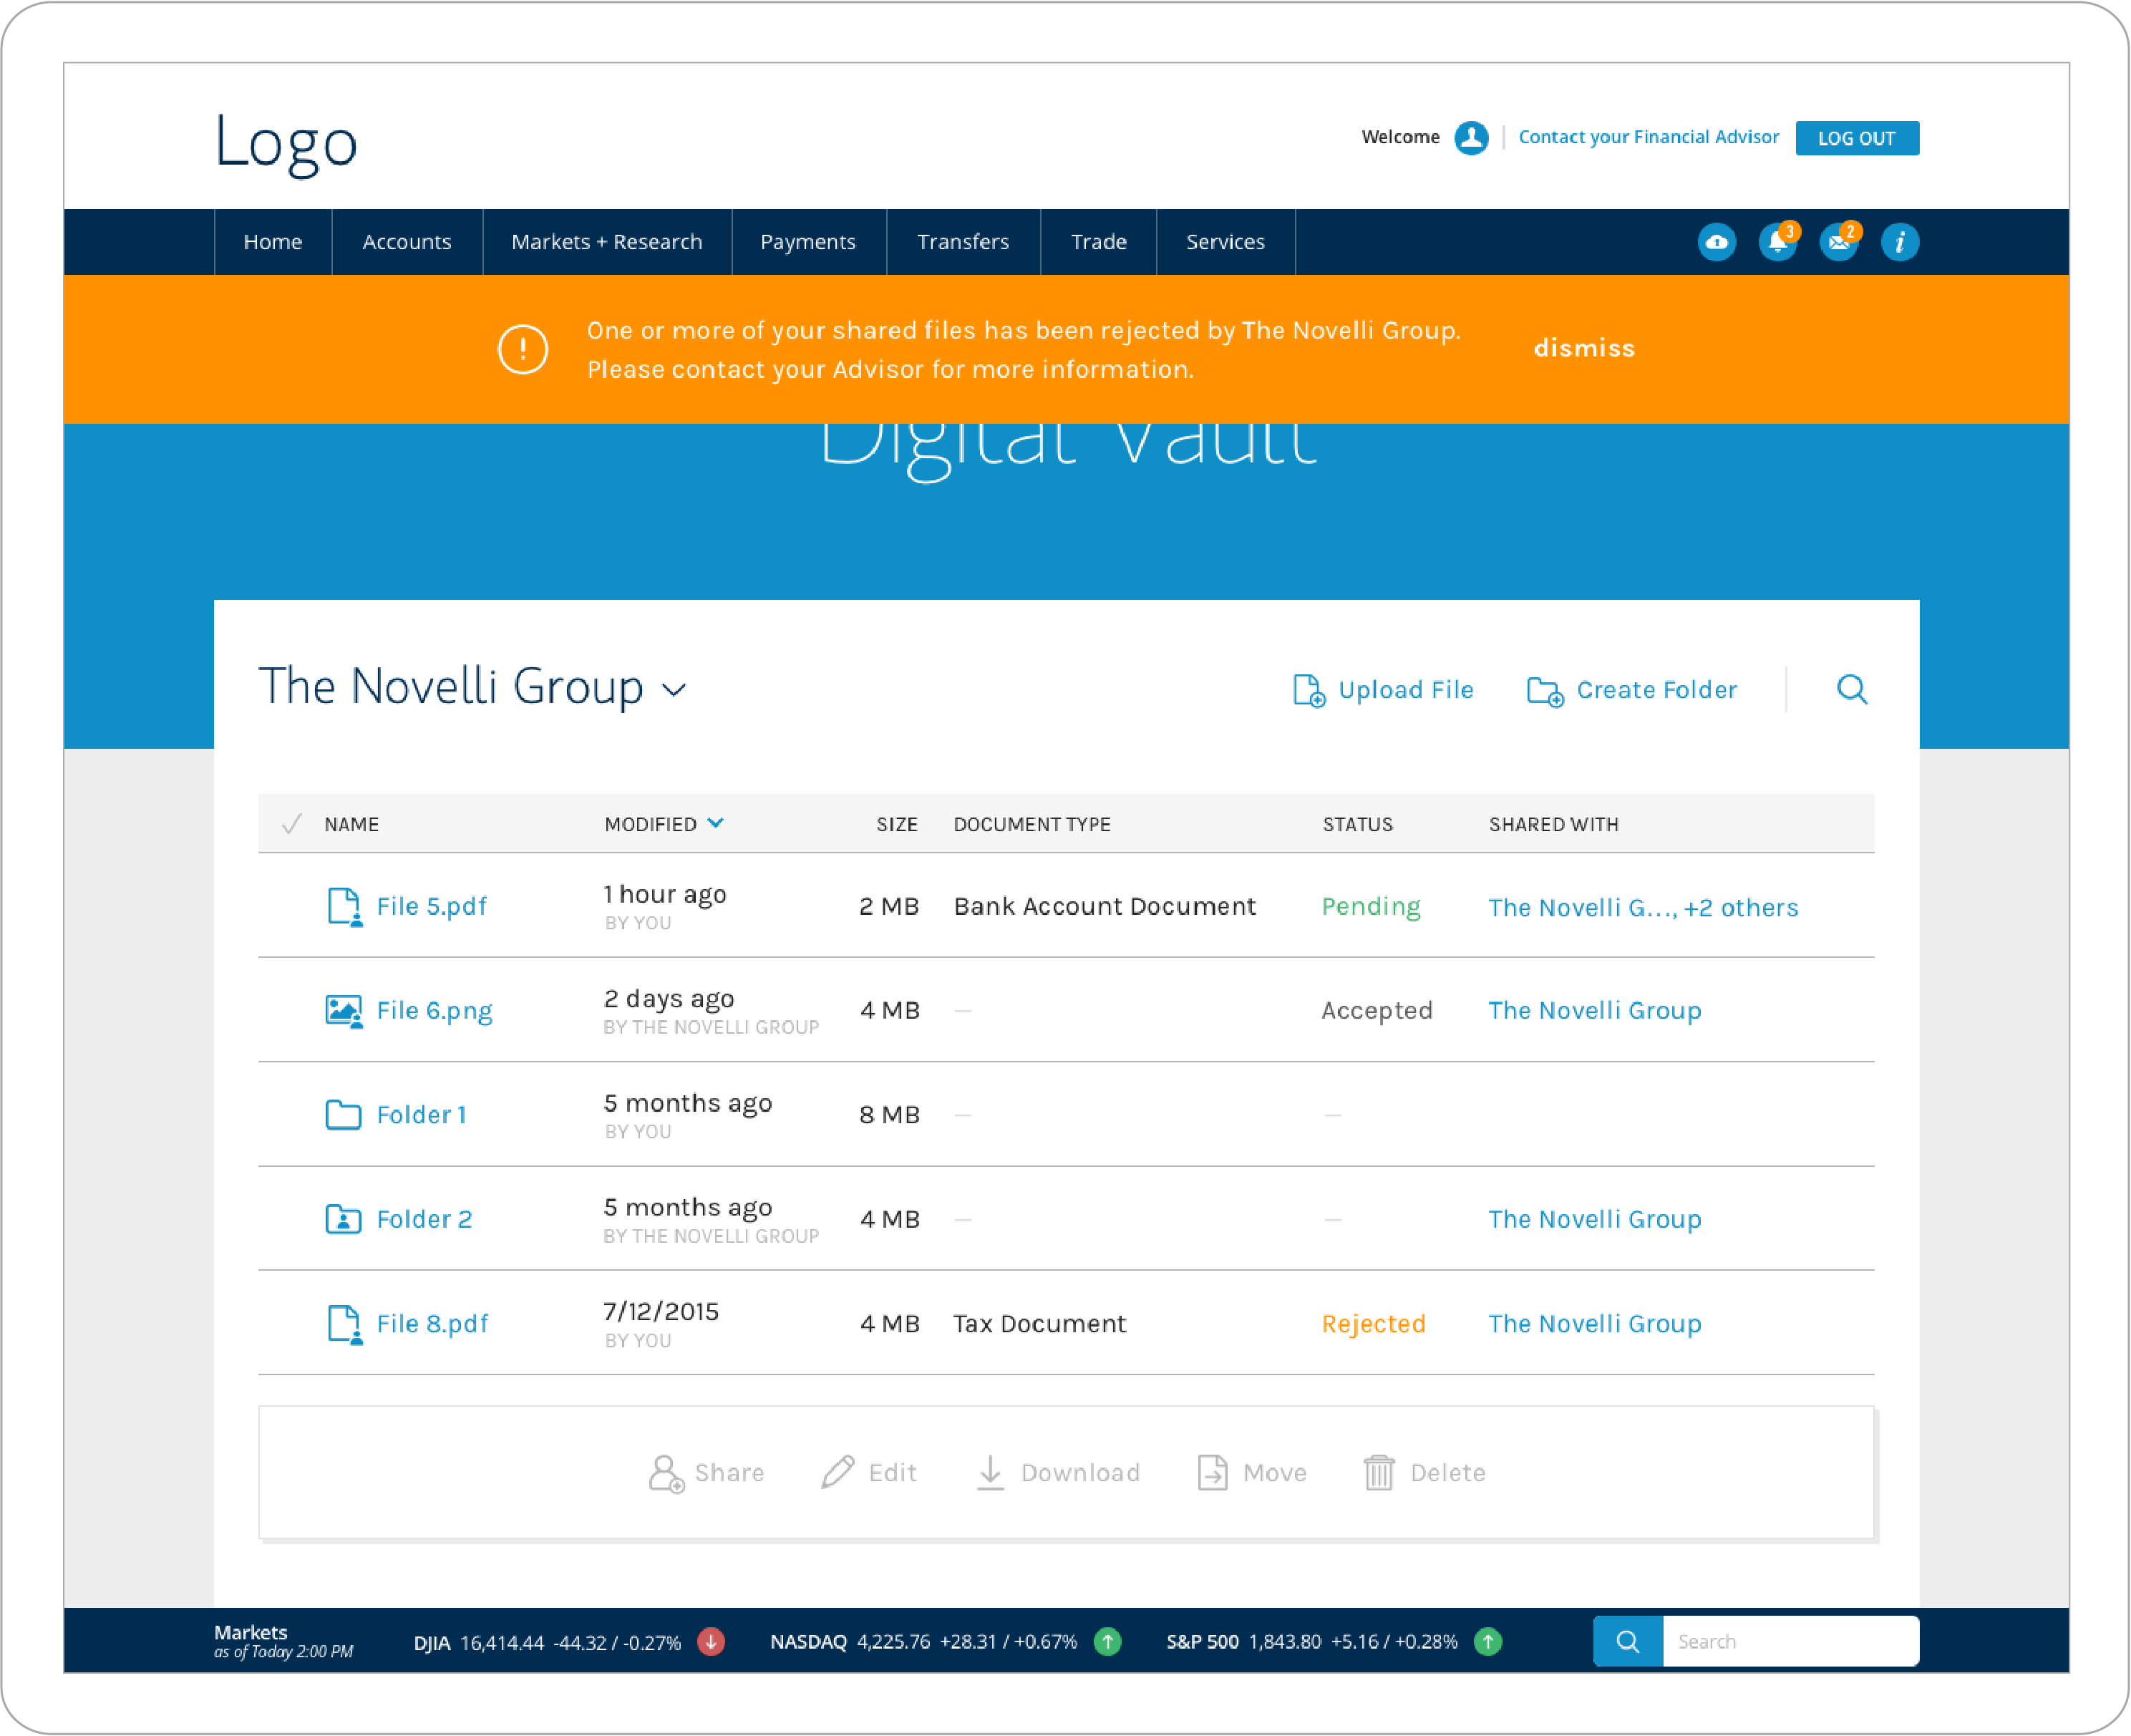 Logo
Welcome
Contact your Financial Advisor
LOG OUT
Home
Accounts
Markets + Research
Payments
Transfers
Trade
Services
3
2
i
One or more of your shared files has been rejected by The Novelli Group.
Please contact your Advisor for more information.
dismiss
Digital Vault
The Novelli Group
Upload File
Create Folder
NAME
MODIFIED
SIZE
DOCUMENT TYPE
STATUS
SHARED WITH
File 5.pdf
1 hour ago
BY YOU
2 MB
Bank Account Document
Pending
The Novelli G..., +2 others
File 6.png
2 days ago
BY THE NOVELLI GROUP
4 MB
—
Accepted
The Novelli Group
Folder 1
5 months ago
BY YOU
8 MB
—
—
Folder 2
5 months ago
BY THE NOVELLI GROUP
4 MB
—
—
The Novelli Group
File 8.pdf
7/12/2015
BY YOU
4 MB
Tax Document
Rejected
The Novelli Group
Share
Edit
Download
Move
Delete
Markets
as of Today 2:00 PM
DJIA 16,414.44 -44.32 / -0.27%
NASDAQ 4,225.76 +28.31 / +0.67%
S&P 500 1,843.80 +5.16 / +0.28%
Search